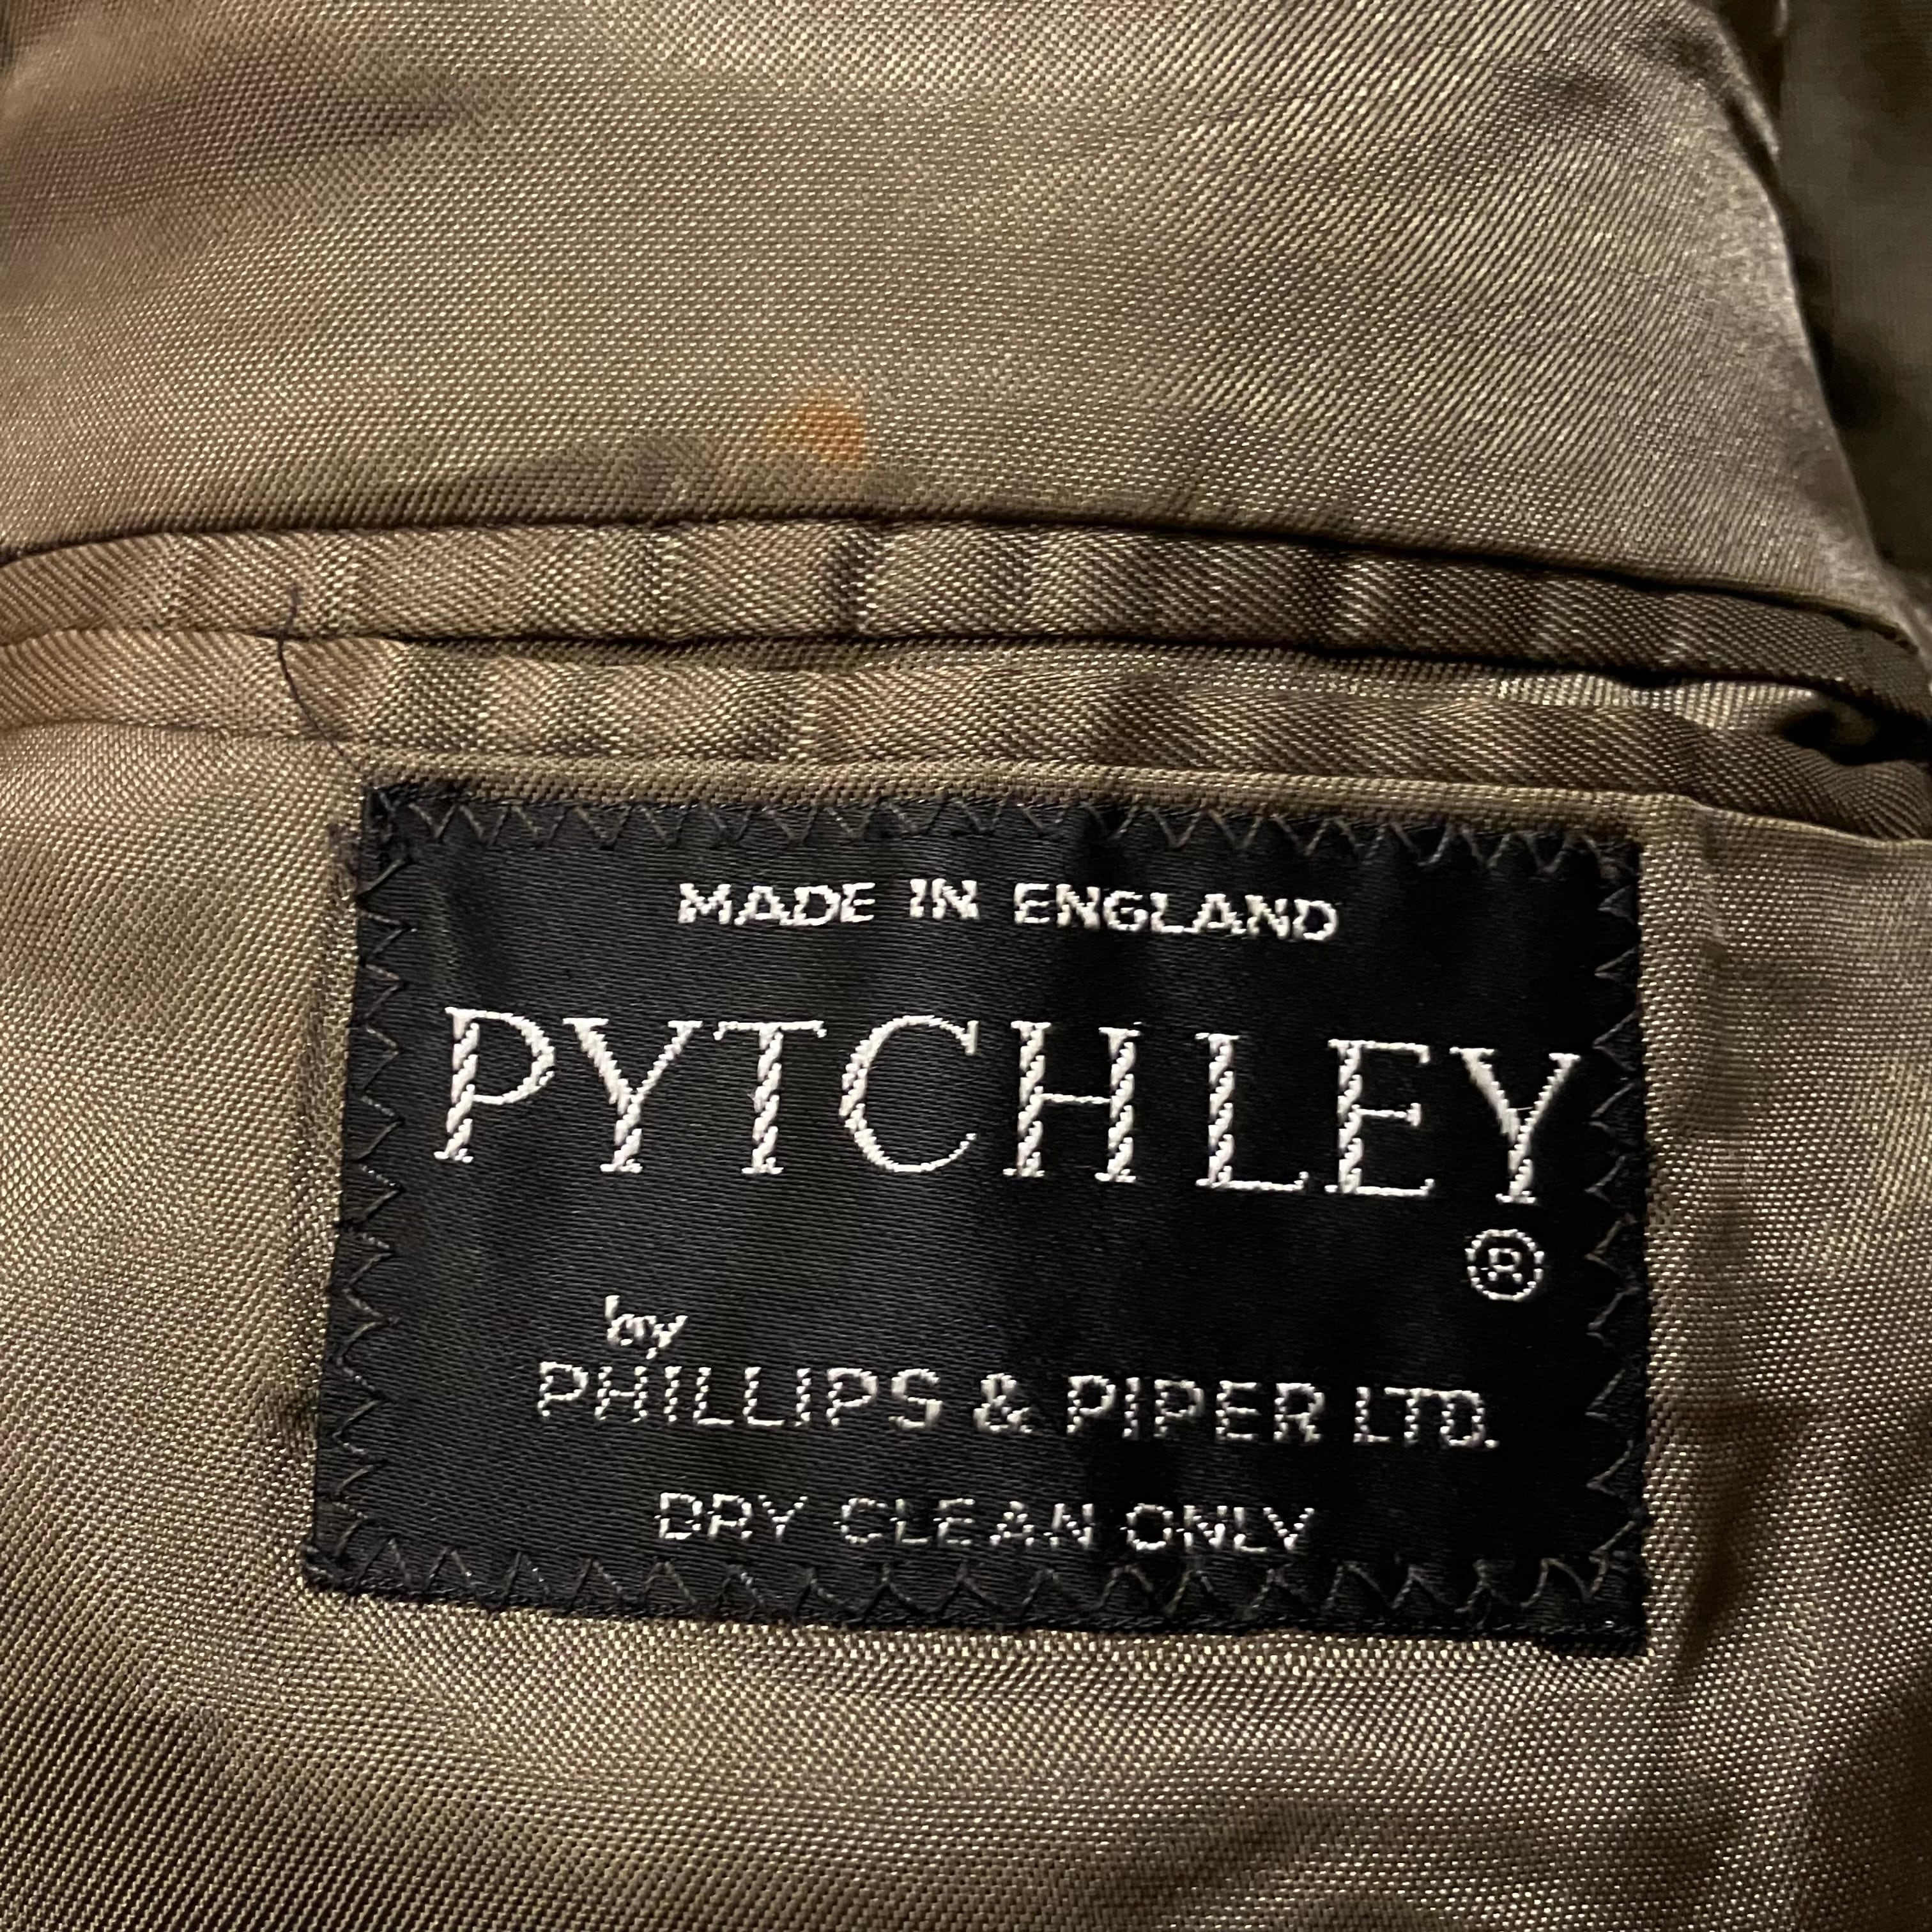 MADE IN ENGLAND
PYTCHLEY
®
by
PHILLIPS & PIPER LTD.
DRY CLEAN ONLY